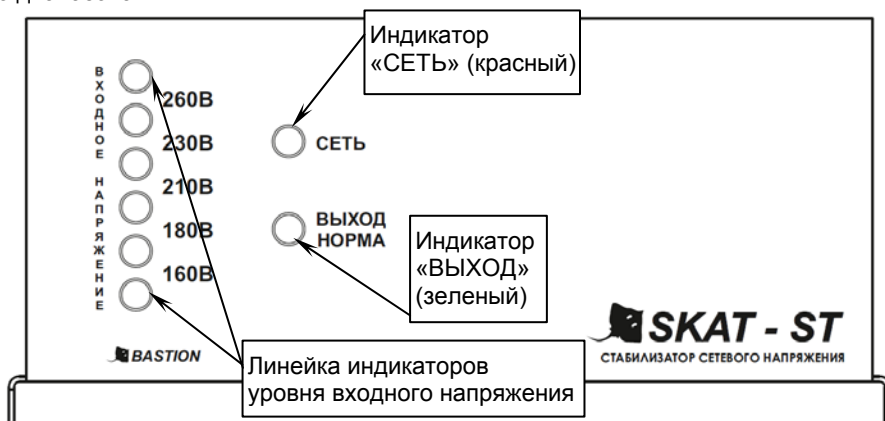 Индикатор
«СЕТЬ» (красный)
ВХОДНОЕ НАПРЯЖЕНИЕ
260В
230В
210В
180В
160В
СЕТЬ
ВЫХОД
НОРМА
Индикатор
«ВЫХОД»
(зеленый)
SKAT - ST
СТАБИЛИЗАТОР СЕТЕВОГО НАПРЯЖЕНИЯ
BASTION
Линейка индикаторов
уровня входного напряжения